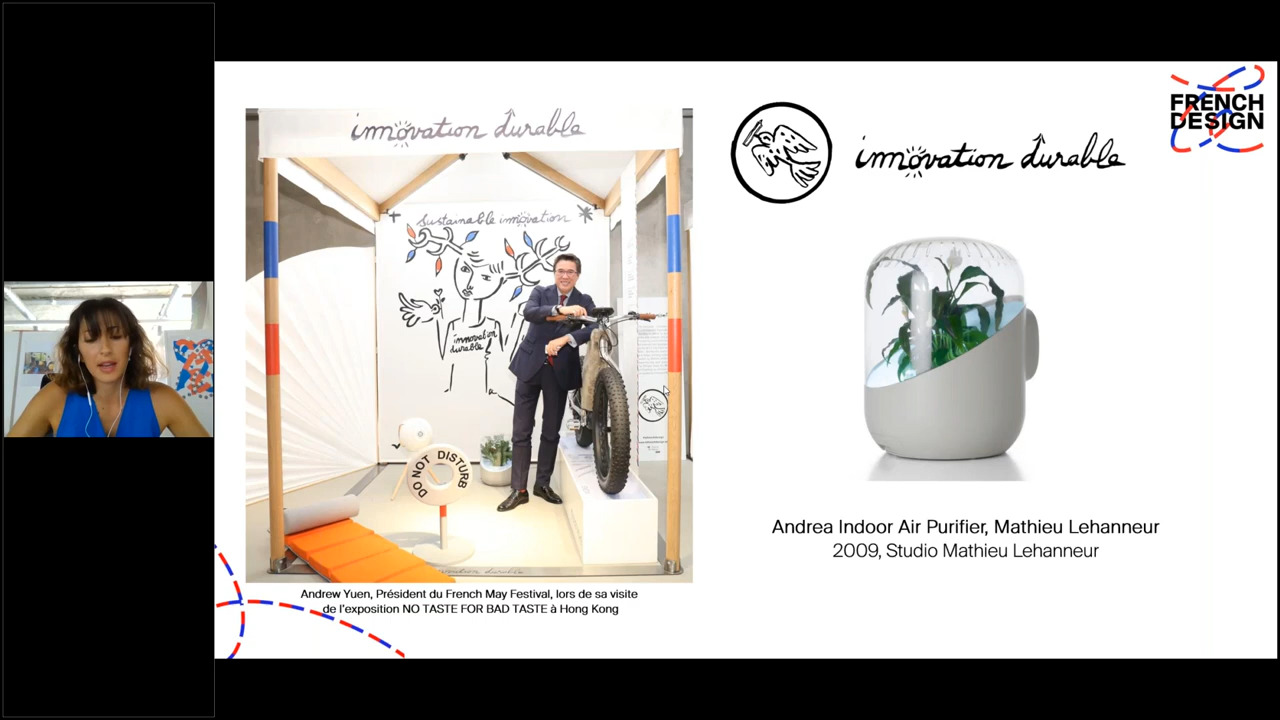 innovation durable
Sustainable innovation
innovation
durable
DO NOT DISTURB
innovation durable
Andrew Yuen, Président du French May Festival, lors de sa visite
de l'exposition NO TASTE FOR BAD TASTE à Hong Kong
innovation durable
FRENCH
DESIGN
Andrea Indoor Air Purifier, Mathieu Lehanneur
2009, Studio Mathieu Lehanneur